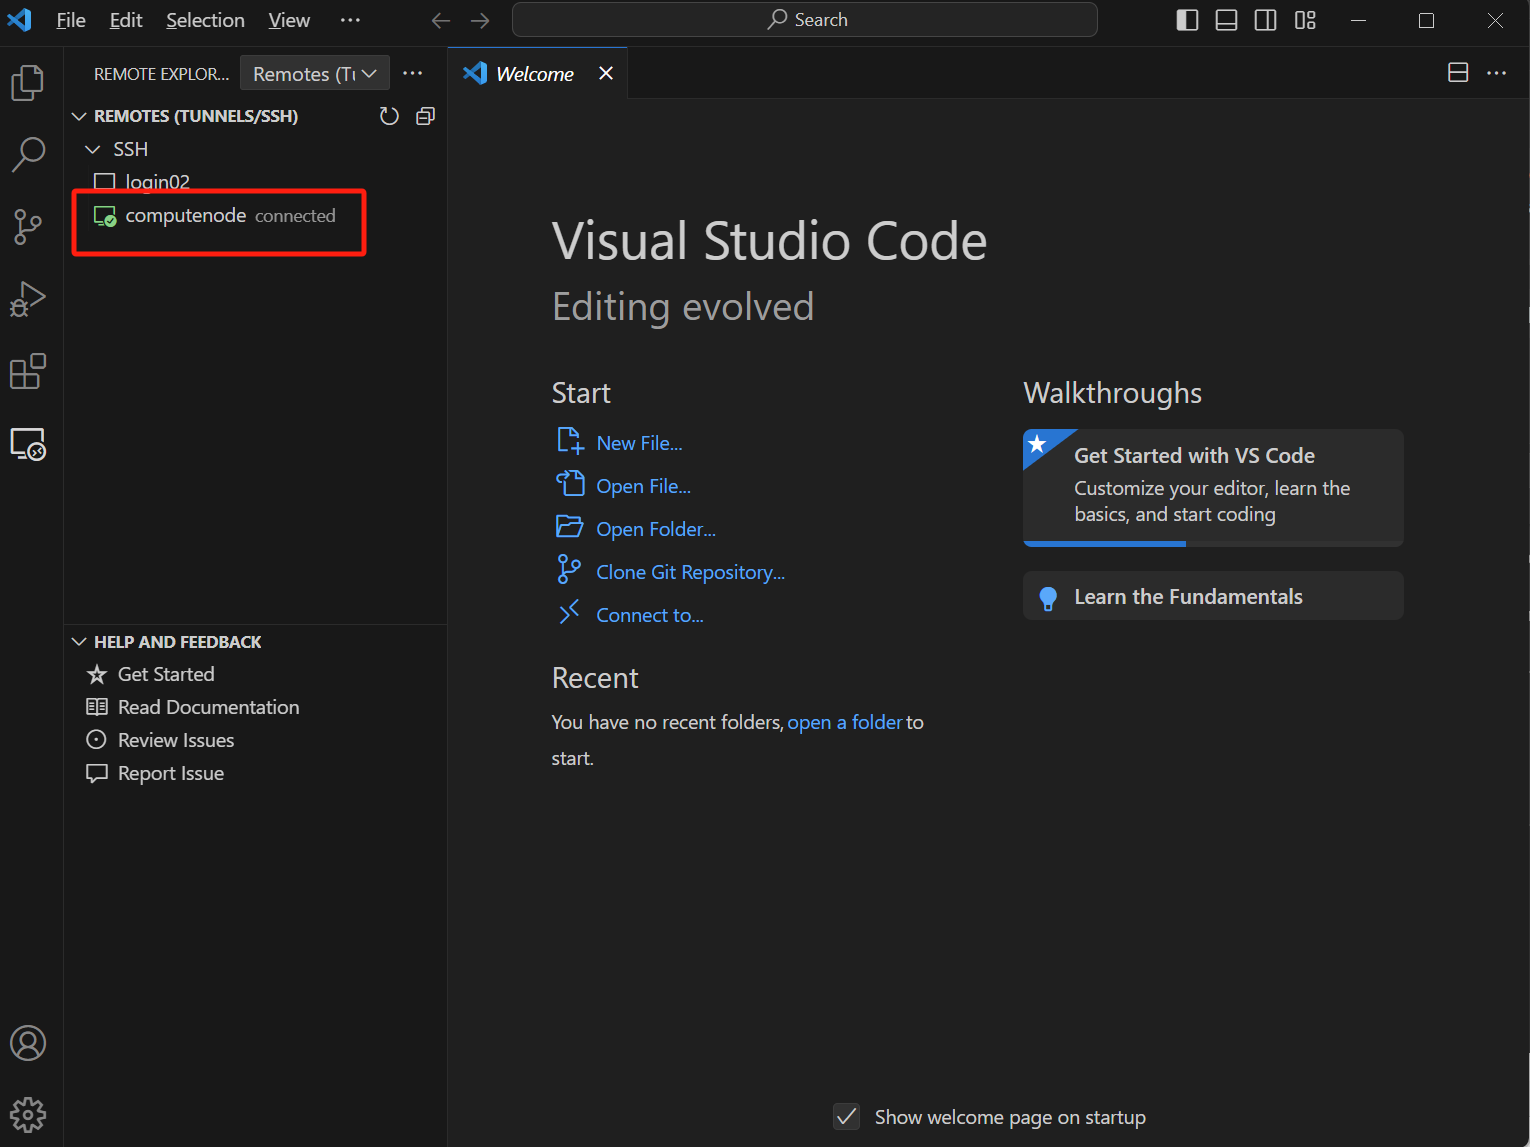 File Edit Selection View ···
Search
REMOTE EXPLOR... Remotes (Tu
Welcome
REMOTES (TUNNELS/SSH)
SSH
login02
computenode connected
Visual Studio Code
Editing evolved
Start
New File...
Open File...
Open Folder...
Clone Git Repository...
Connect to...
Recent
You have no recent folders, open a folder to
start.
Walkthroughs
Get Started with VS Code
Customize your editor, learn the
basics, and start coding
Learn the Fundamentals
HELP AND FEEDBACK
Get Started
Read Documentation
Review Issues
Report Issue
Show welcome page on startup